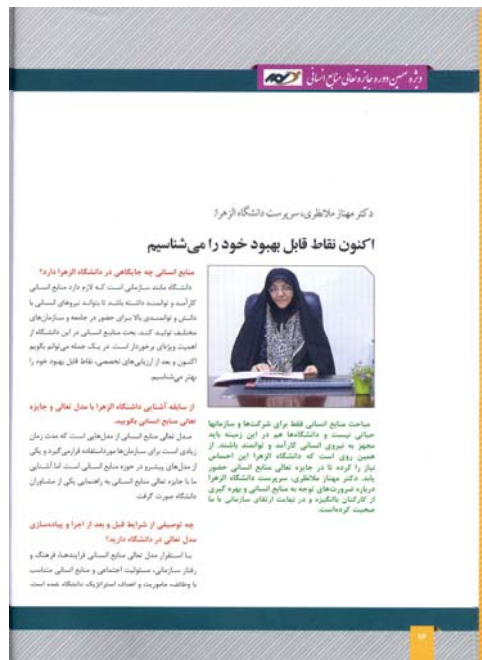 ویژه نهمین دوره جایزه تعالی منابع انسانی
دکتر مهناز ملانظری، سرپرست دانشگاه الزهرا:
اکنون نقاط قابل بهبود خود را می‌شناسیم
منابع انسانی چه جایگاهی در دانشگاه الزهرا دارد؟
دانشگاه مانند سازمانی است که لازم دارد منابع انسانی
کارآمد و توانمند داشته باشد تا بتواند نیروهای انسانی با
دانش و توانمندی بالا برای حضور در جامعه و سازمان‌های
مختلف تولید کند. بحث منابع انسانی در این دانشگاه از
اهمیت ویژه‌ای برخوردار است. در یک جمله می‌توانم بگویم
اکنون و بعد از ارزیابی‌های تخصصی، نقاط قابل بهبود خود را
بهتر می‌شناسیم.
از سابقه آشنایی دانشگاه الزهرا با مدل تعالی و جایزه
تعالی منابع انسانی بگویید.
مدل تعالی منابع انسانی از مدل‌هایی است که مدت زمان
زیادی است برای سازمان‌ها مورداستفاده قرار می‌گیرد و یکی
از مدل‌های پیشرو در حوزه منابع انسانی است. لذا آشنایی
ما با جایزه تعالی منابع انسانی به راهنمایی یکی از مشاوران
دانشگاه صورت گرفت.
چه توصیفی از شرایط قبل و بعد از اجرا و پیاده‌سازی
مدل تعالی در دانشگاه دارید؟
با استقرار مدل تعالی منابع انسانی فرایندها، فرهنگ و
رفتار سازمانی، مسئولیت اجتماعی و منابع انسانی متناسب
با وظائف، ماموریت و اهداف استراتژیک دانشگاه شده است.
مباحث منابع انسانی فقط برای شرکت‌ها و سازمانها
حیاتی نیست و دانشگاه‌ها هم در این زمینه باید
مجهز به نیروی انسانی کارآمد و توانمند باشند. از
همین روی است که دانشگاه الزهرا این احساس
نیاز را کرده تا در جایزه تعالی منابع انسانی حضور
یابد. دکتر مهناز ملانظری، سرپرست دانشگاه الزهرا
درباره ضرورت‌های توجه به منابع انسانی و بهره گیری
از کارکنان باانگیزه و در نهایت ارتقای سازمانی با ما
صحبت کرده‌است.
۱۶